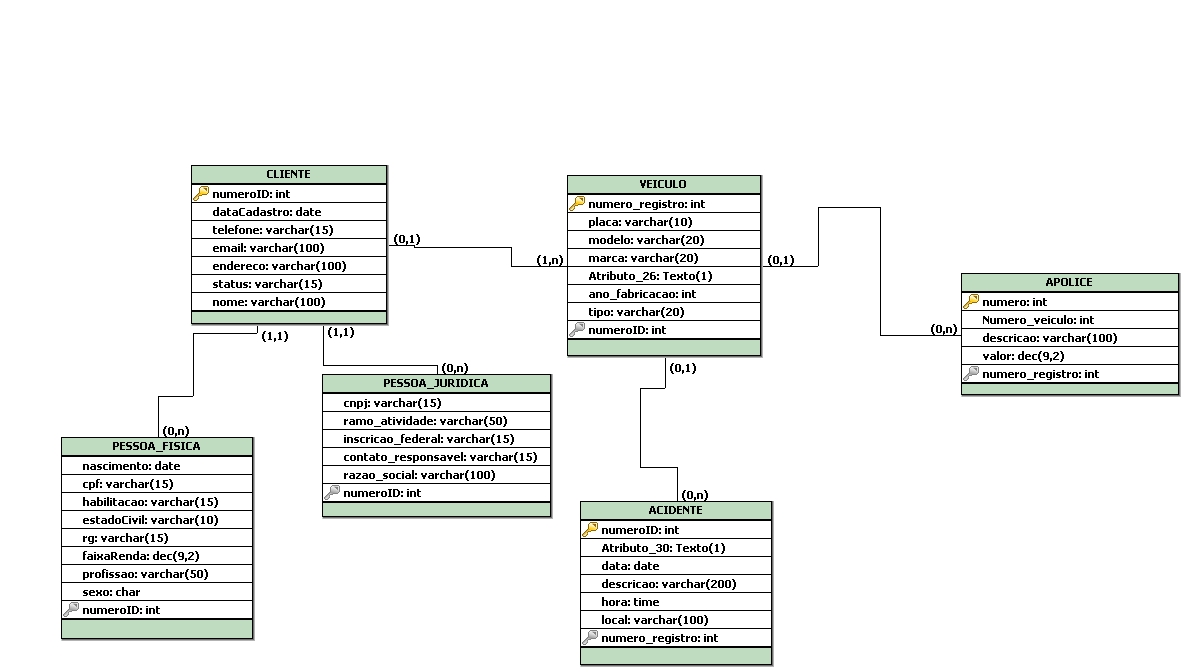 CLIENTE
numeroID: int
dataCadastro: date
telefone: varchar(15)
email: varchar(100)
endereco: varchar(100)
status: varchar(15)
nome: varchar(100)
(0,1)
(1,n)
(1,1)
(1,1)
VEICULO
numero_registro: int
placa: varchar(10)
modelo: varchar(20)
marca: varchar(20)
Atributo_26: Texto(1)
ano_fabricacao: int
tipo: varchar(20)
numeroID: int
(0,1)
(0,n)
(0,1)
APOLICE
numero: int
Numero_veiculo: int
descricao: varchar(100)
valor: dec(9,2)
numero_registro: int
(0,n)
PESSOA_JURIDICA
cnpj: varchar(15)
ramo_atividade: varchar(50)
inscricao_federal: varchar(15)
contato_responsavel: varchar(15)
razao_social: varchar(100)
numeroID: int
(0,n)
PESSOA_FISICA
nascimento: date
cpf: varchar(15)
habilitacao: varchar(15)
estadoCivil: varchar(10)
rg: varchar(15)
faixaRenda: dec(9,2)
profissao: varchar(50)
sexo: char
numeroID: int
(0,n)
ACIDENTE
numeroID: int
Atributo_30: Texto(1)
data: date
descricao: varchar(200)
hora: time
local: varchar(100)
numero_registro: int